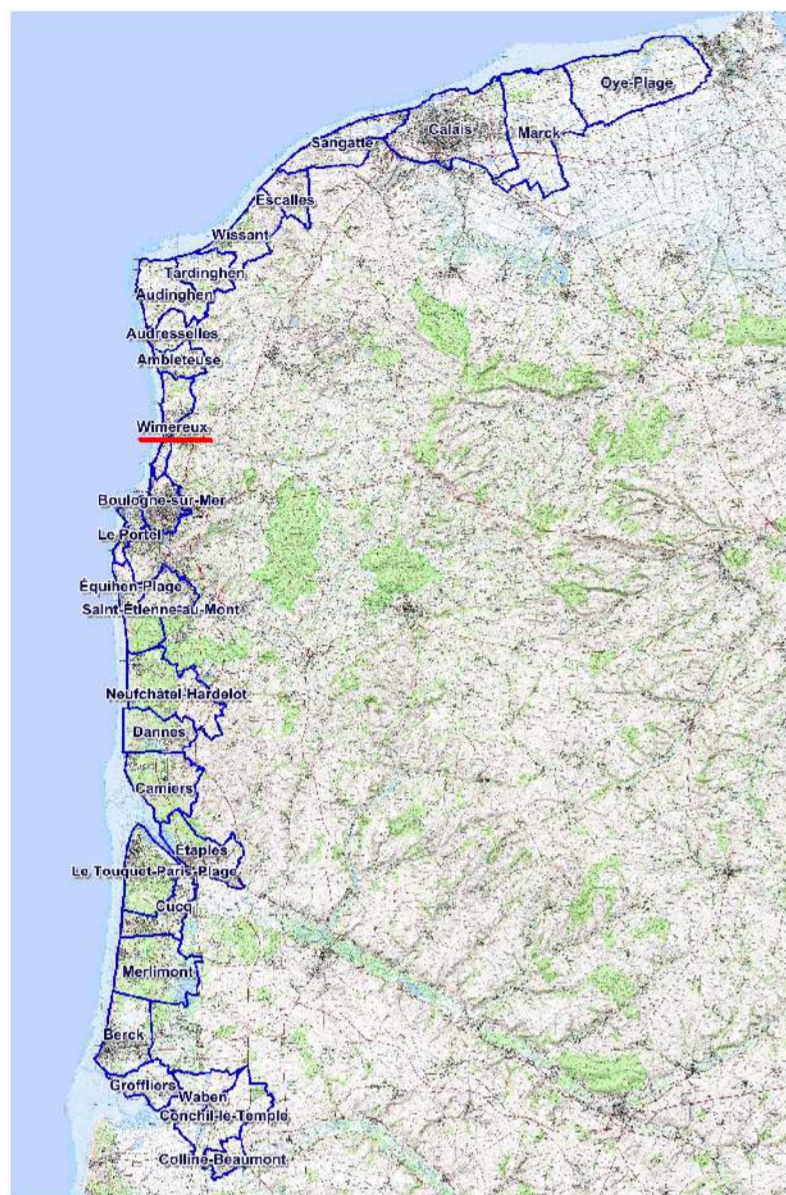 Oye-Plage
Calais
Marck
Sangatte
Escalles
Wissant
Tardinghen
Audinghen
Audresselles
Ambleteuse
Wimereux
Boulogne-sur-Mer
Le Portel
Équihen-Plage
Saint-Étienne-au-Mont
Neufchâtel-Hardelot
Dannes
Camiers
Étaples
Le Touquet-Paris-Plage
Cucq
Merlimont
Berck
Groffliers
Waben
Conchil-le-Temple
Colline-Beaumont